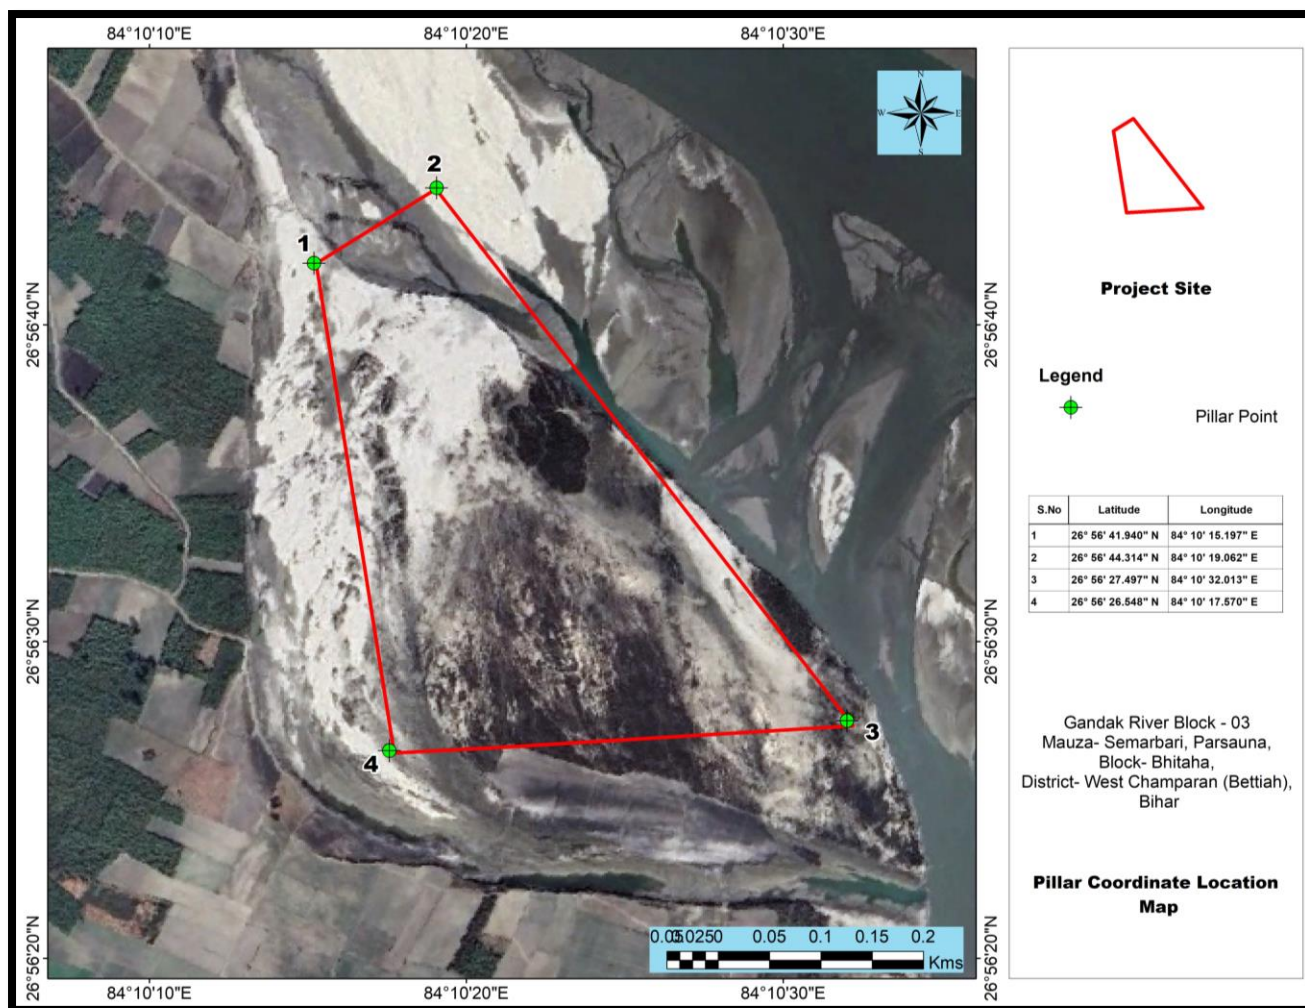 84°10'10"E 84°10'20"E 84°10'30"E
N
W E
S
2
1
26°56'40"N
26°56'40"N
26°56'30"N
26°56'30"N
3
4
26°56'20"N
26°56'20"N
0.05 0.025 0 0.05 0.1 0.15 0.2
Kms
84°10'10"E 84°10'20"E 84°10'30"E
Project Site
Legend
Pillar Point
S.No Latitude Longitude
1 26° 56' 41.940" N 84° 10' 15.197" E
2 26° 56' 44.314" N 84° 10' 19.062" E
3 26° 56' 27.497" N 84° 10' 32.013" E
4 26° 56' 26.548" N 84° 10' 17.570" E
Gandak River Block - 03
Mauza- Semarbari, Parsauna,
Block- Bhitaha,
District- West Champaran (Bettiah),
Bihar
Pillar Coordinate Location
Map